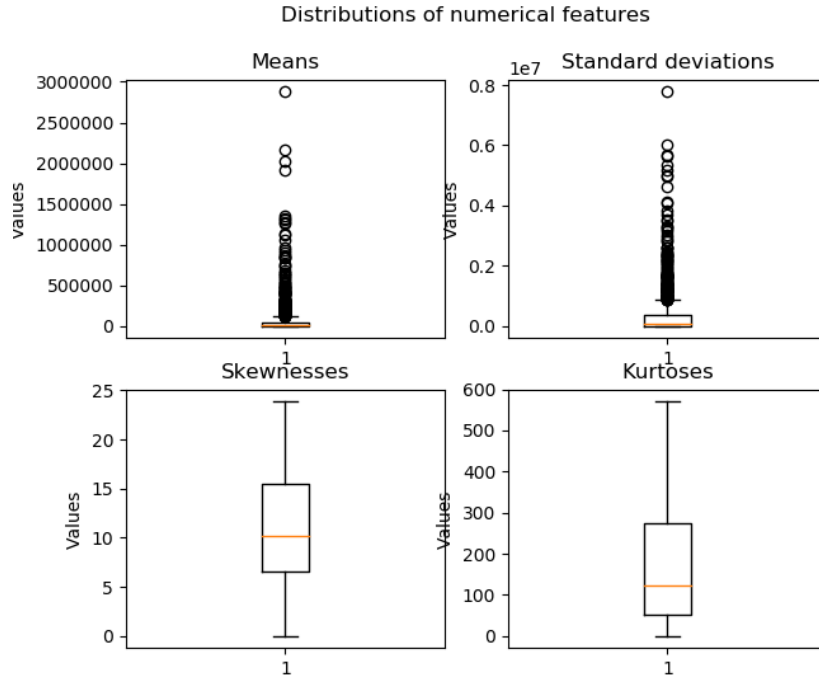 Distributions of numerical features
Means
values
3000000
2500000
2000000
1500000
1000000
500000
0
1
Standard deviations
1e7
Values
0.8
0.6
0.4
0.2
0.0
1
Skewnesses
Values
25
20
15
10
5
0
1
Kurtoses
Values
600
500
400
300
200
100
0
1